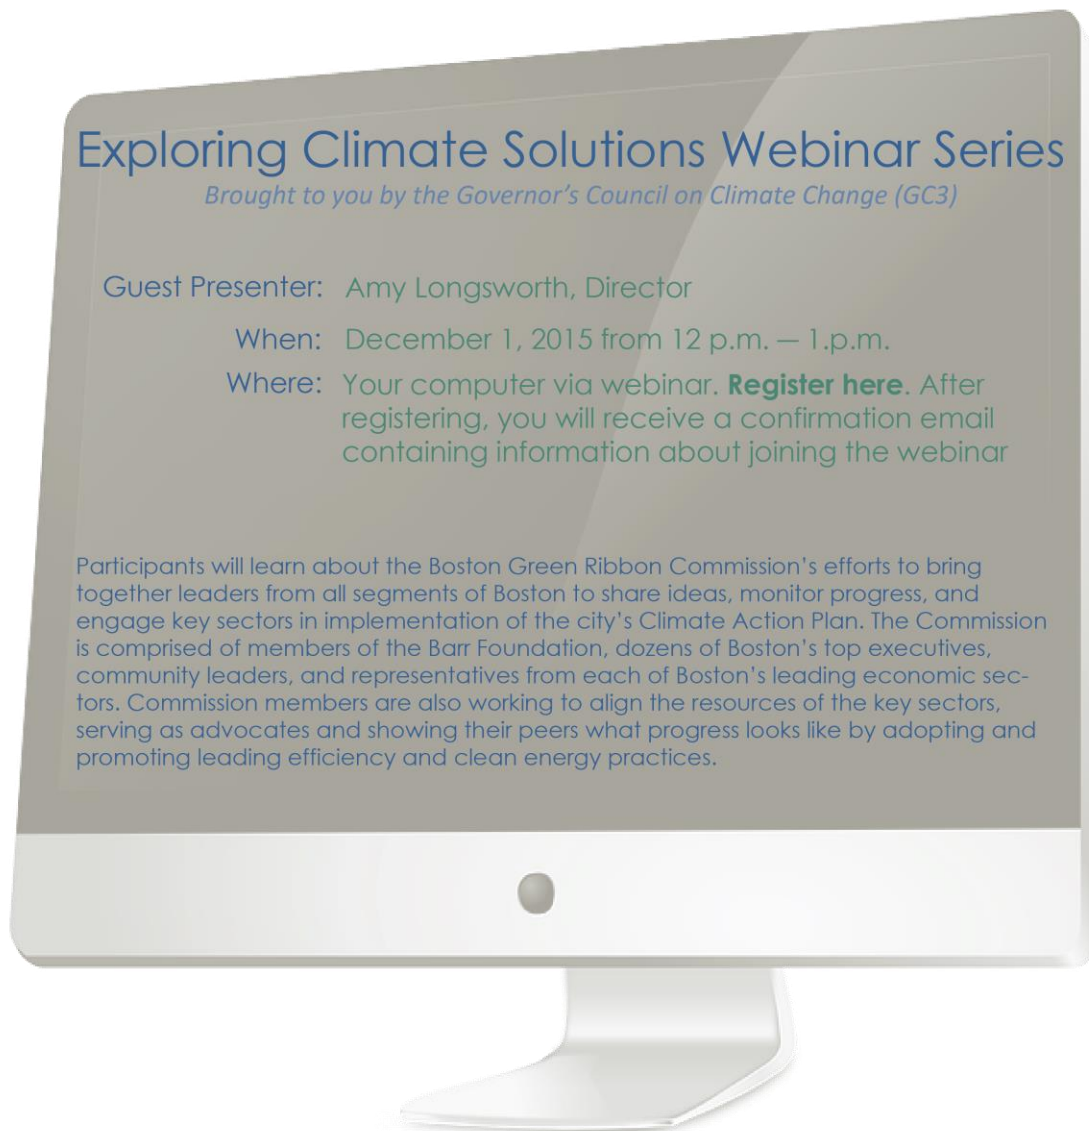 Exploring Climate Solutions Webinar Series
Brought to you by the Governor's Council on Climate Change (GC3)
Guest Presenter: Amy Longsworth, Director
When: December 1, 2015 from 12 p.m. — 1.p.m.
Where: Your computer via webinar. Register here. After
registering, you will receive a confirmation email
containing information about joining the webinar
Participants will learn about the Boston Green Ribbon Commission's efforts to bring
together leaders from all segments of Boston to share ideas, monitor progress, and
engage key sectors in implementation of the city's Climate Action Plan. The Commission
is comprised of members of the Barr Foundation, dozens of Boston's top executives,
community leaders, and representatives from each of Boston's leading economic sec-
tors. Commission members are also working to align the resources of the key sectors,
serving as advocates and showing their peers what progress looks like by adopting and
promoting leading efficiency and clean energy practices.